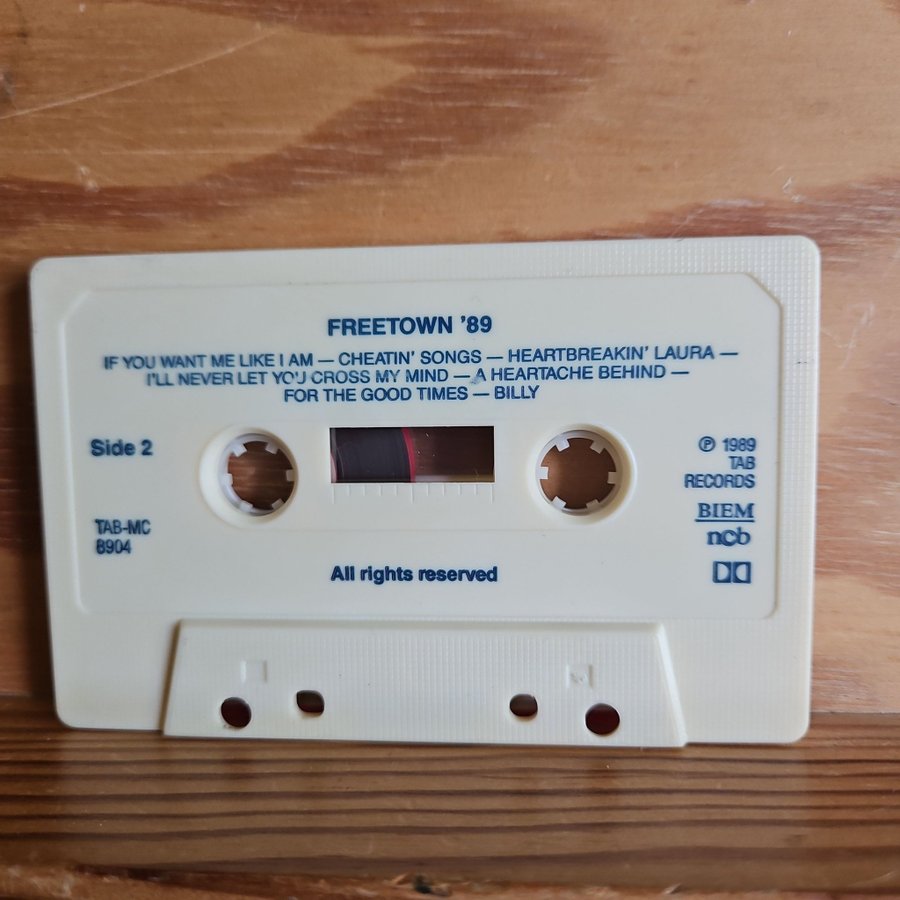 FREETOWN '89
IF YOU WANT ME LIKE I AM — CHEATIN' SONGS — HEARTBREAKIN' LAURA —
I'LL NEVER LET YOU CROSS MY MIND — A HEARTACHE BEHIND —
FOR THE GOOD TIMES — BILLY
Side 2
TAB-MC
8904
℗ 1989
TAB
RECORDS
BIEM
ncb
All rights reserved